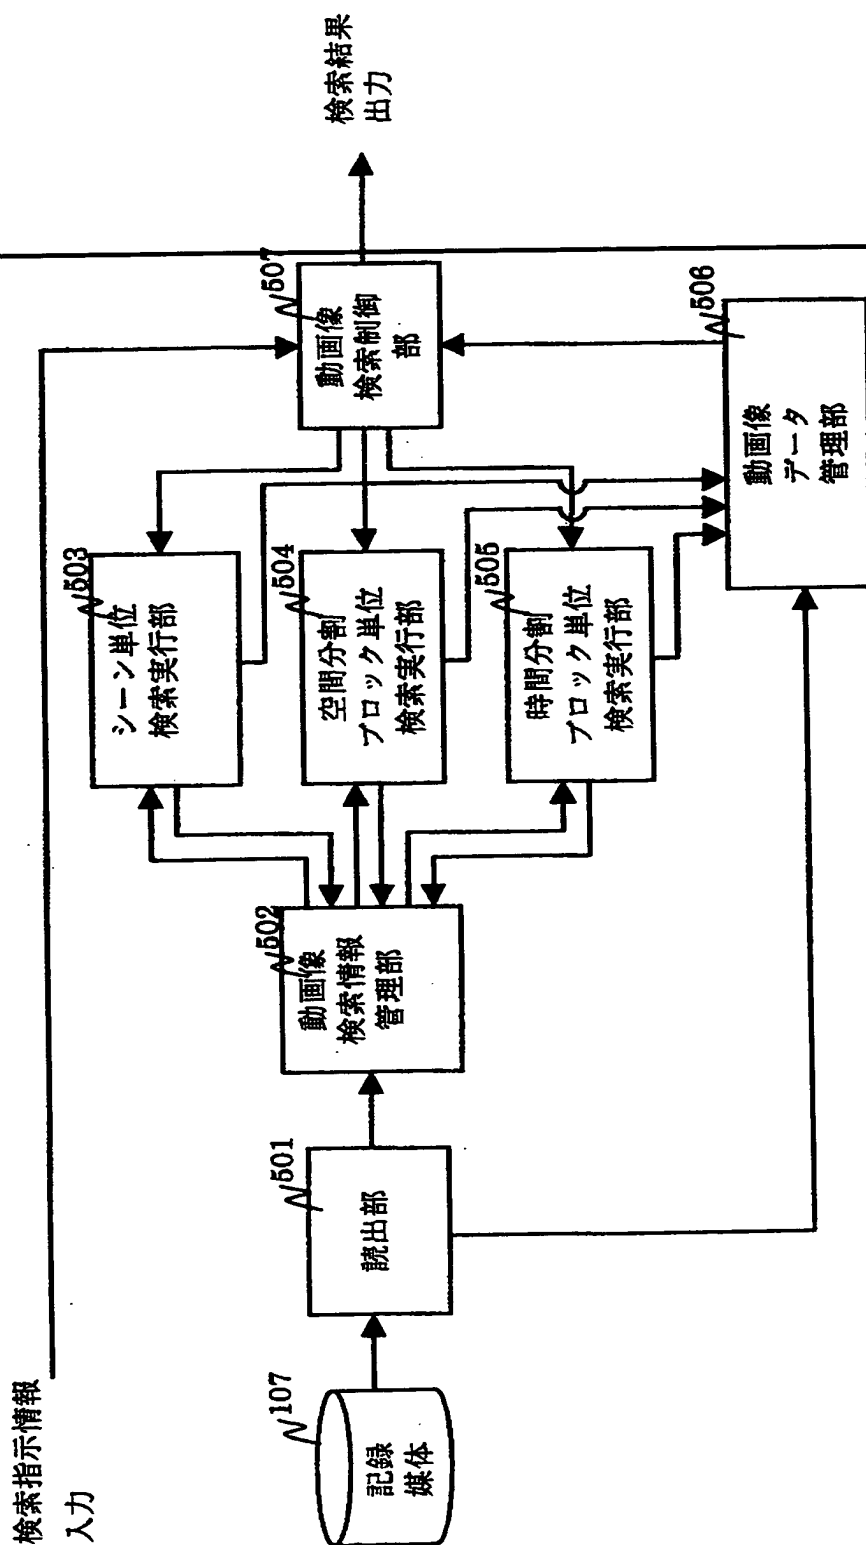 検索指示情報
入力
107
記録
媒体
501
読出部
502
動画像
検索情報
管理部
503
シーン単位
検索実行部
504
空間分割
ブロック単位
検索実行部
505
時間分割
ブロック単位
検索実行部
506
動画像
データ
管理部
507
動画像
検索制御
部
検索結果
出力